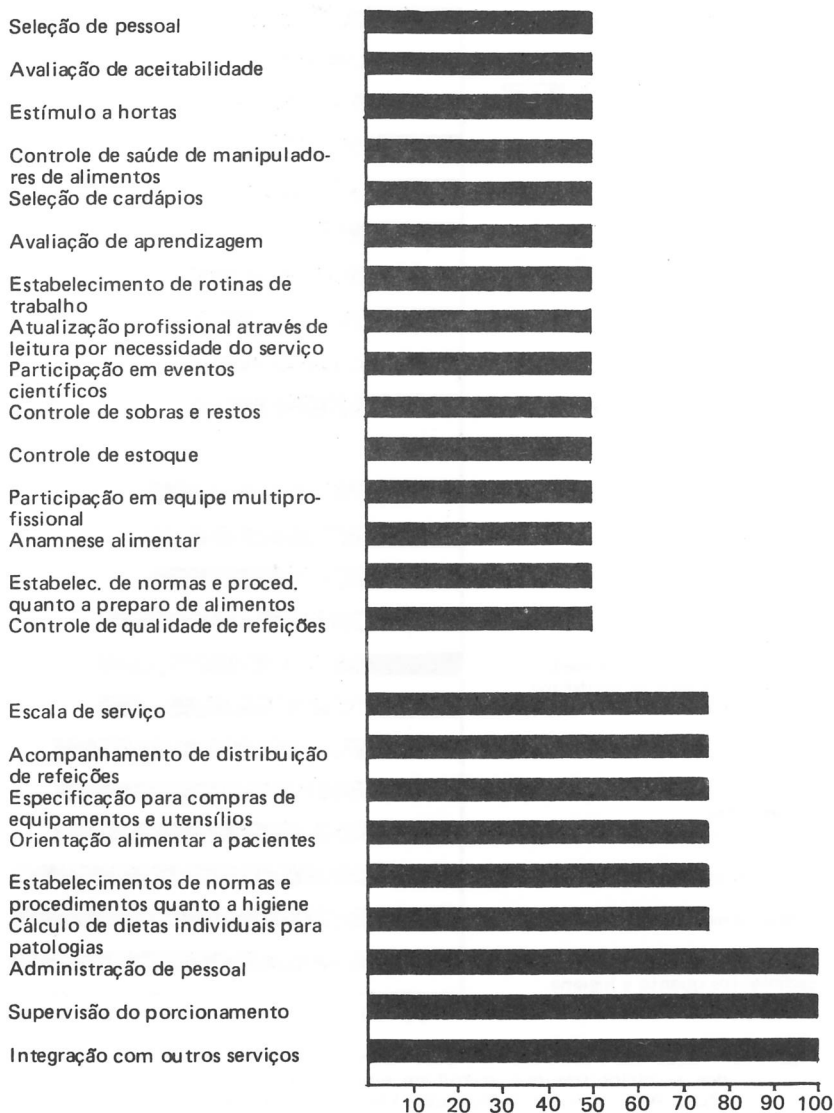 Seleção de pessoal
Avaliação de aceitabilidade
Estímulo a hortas
Controle de saúde de manipulado-
res de alimentos
Seleção de cardápios
Avaliação de aprendizagem
Estabelecimento de rotinas de
trabalho
Atualização profissional através de
leitura por necessidade do serviço
Participação em eventos
científicos
Controle de sobras e restos
Controle de estoque
Participação em equipe multipro-
fissional
Anamnese alimentar
Estabelec. de normas e proced.
quanto a preparo de alimentos
Controle de qualidade de refeições
Escala de serviço
Acompanhamento de distribuição
de refeições
Especificação para compras de
equipamentos e utensílios
Orientação alimentar a pacientes
Estabelecimentos de normas e
procedimentos quanto a higiene
Cálculo de dietas individuais para
patologias
Administração de pessoal
Supervisão do porcionamento
Integração com outros serviços
10 20 30 40 50 60 70 80 90 100